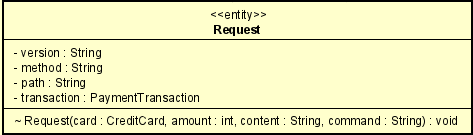 <<entity>>
Request
- version : String
- method : String
- path : String
- transaction : PaymentTransaction
~ Request(card : CreditCard, amount : int, content : String, command : String) : void